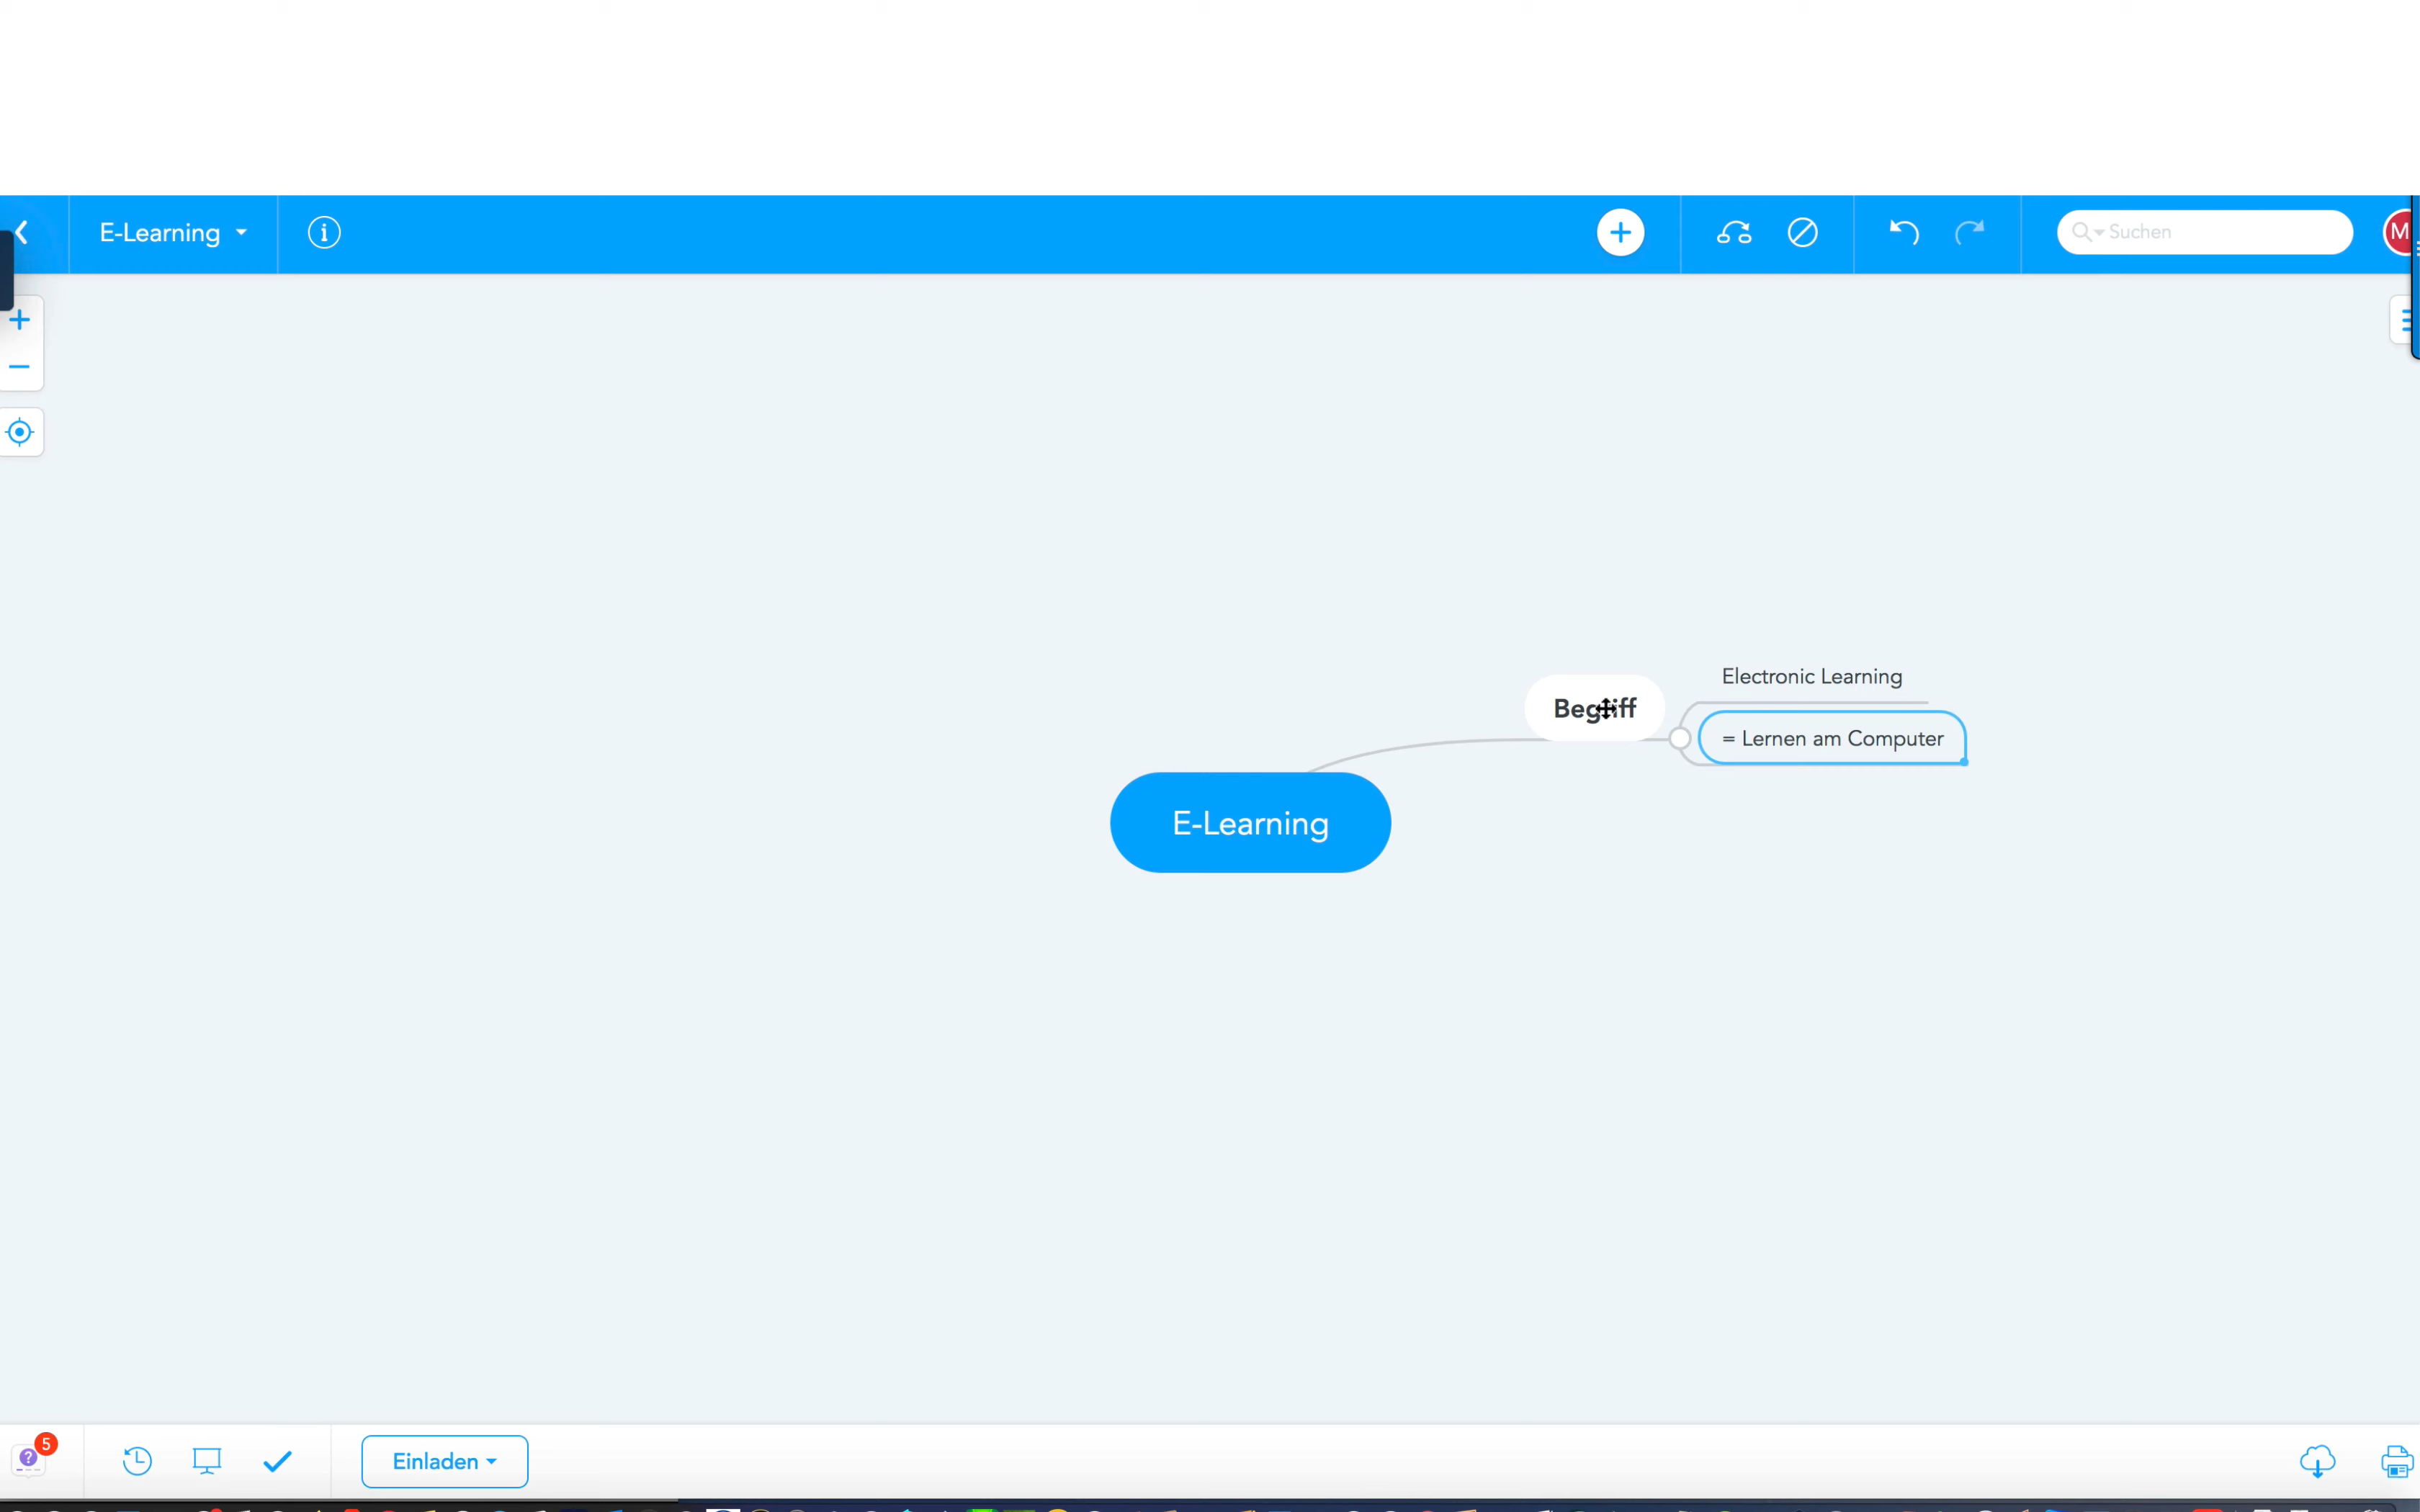 E-Learning
i
Suchen
M
Electronic Learning
Begriff
= Lernen am Computer
E-Learning
5
?
Einladen